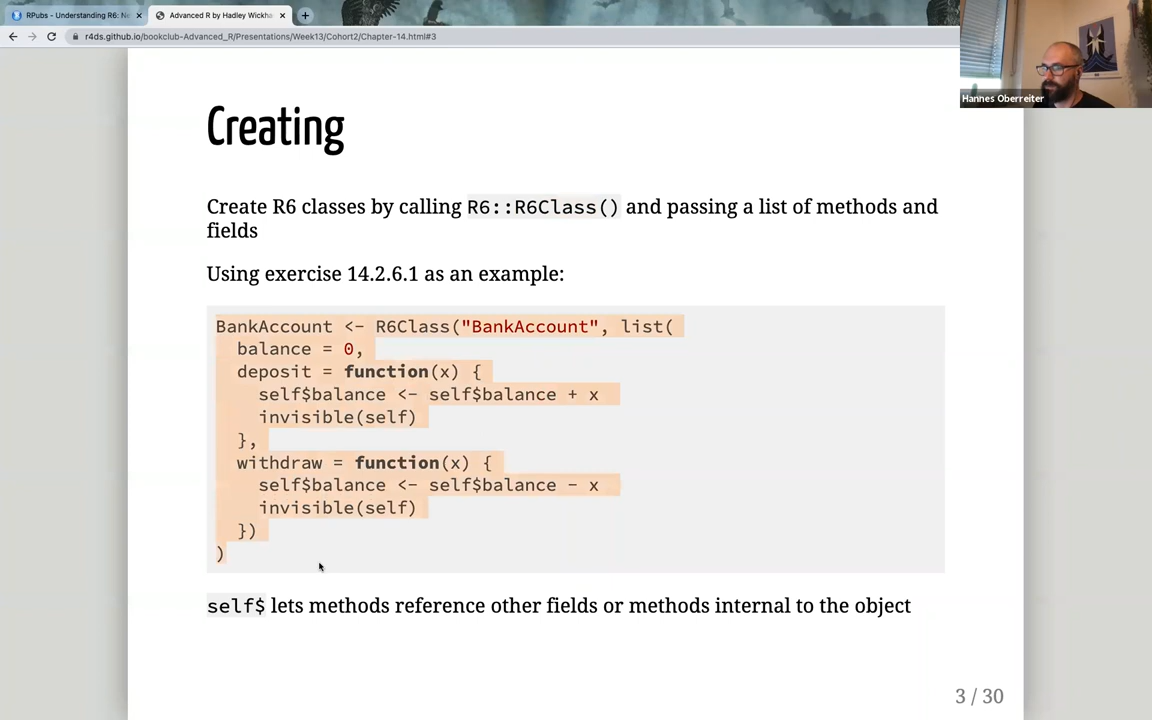 RPubs - Understanding R6: Ne
Advanced R by Hadley Wickha
r4ds.github.io/bookclub-Advanced_R/Presentations/Week13/Cohort2/Chapter-14.html#3
Hannes Oberreiter
Creating
Create R6 classes by calling R6::R6Class() and passing a list of methods and
fields
Using exercise 14.2.6.1 as an example:
BankAccount <- R6Class("BankAccount", list(
  balance = 0,
  deposit = function(x) {
    self$balance <- self$balance + x
    invisible(self)
  },
  withdraw = function(x) {
    self$balance <- self$balance - x
    invisible(self)
  })
)
self$ lets methods reference other fields or methods internal to the object
3 / 30